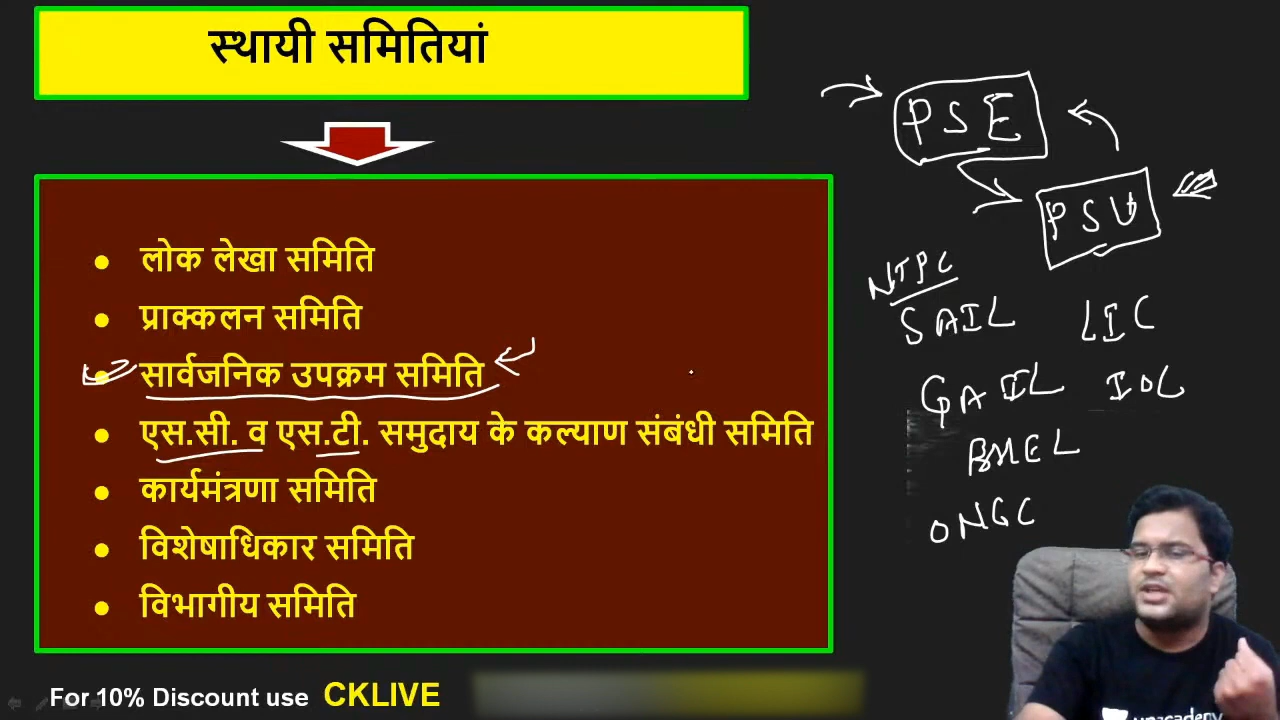 स्थायी समितियां
• लोक लेखा समिति
• प्राक्कलन समिति
• सार्वजनिक उपक्रम समिति
• एस.सी. व एस.टी. समुदाय के कल्याण संबंधी समिति
• कार्यमंत्रणा समिति
• विशेषाधिकार समिति
• विभागीय समिति
PSE
PSU
NTPC
SAIL LIC
GAIL IOC
BHEL
ONGC
For 10% Discount use CKLIVE